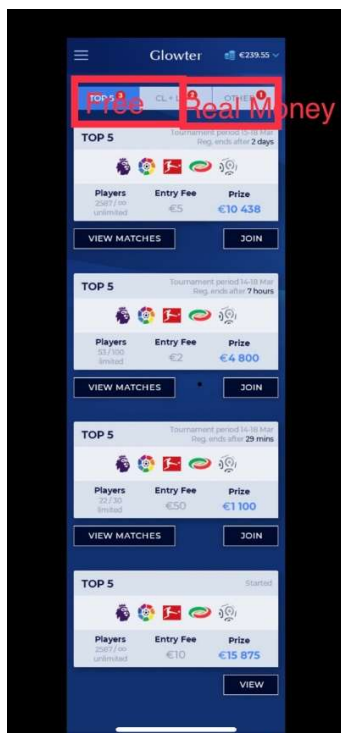 Glowter €239.55
TOP 5 3 CL + L 2 OTHE 1
Free Real Money
TOP 5 Tournament period 15-18 Mar
Reg. ends after 2 days
Players Entry Fee Prize
2587 / ∞ €5 €10 438
unlimited
VIEW MATCHES JOIN
TOP 5 Tournament period 14-18 Mar
Reg. ends after 7 hours
Players Entry Fee Prize
53 / 100 €2 €4 800
limited
VIEW MATCHES JOIN
TOP 5 Tournament period 14-18 Mar
Reg. ends after 29 mins
Players Entry Fee Prize
22 / 30 €50 €1 100
limited
VIEW MATCHES JOIN
TOP 5 Started
Players Entry Fee Prize
2587 / ∞ €10 €15 875
unlimited
VIEW